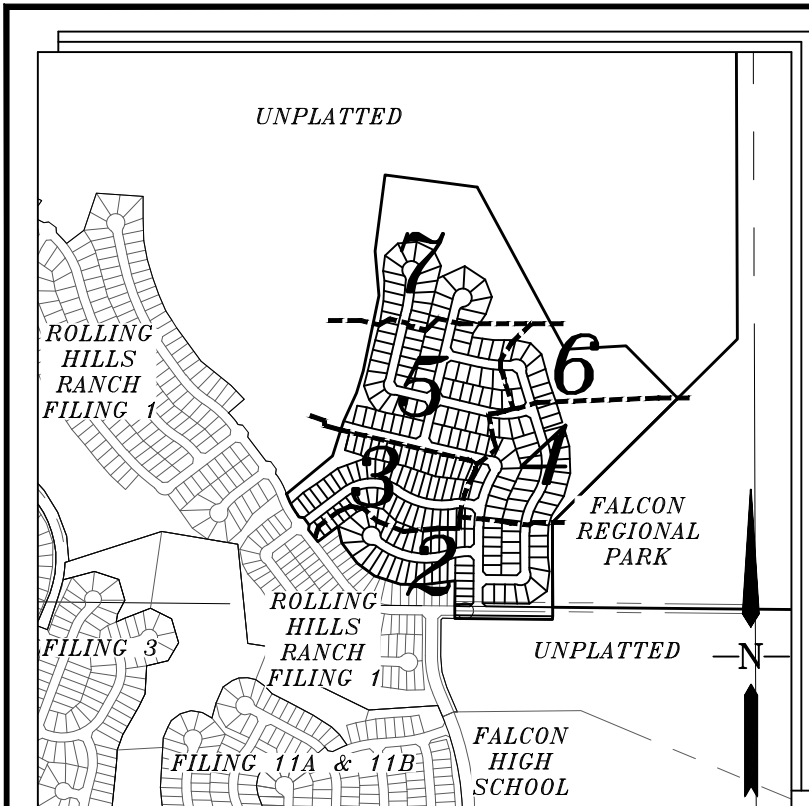 UNPLATTED
7
ROLLING
HILLS
RANCH
FILING 1
6
5
4
3
FALCON
REGIONAL
PARK
2
ROLLING
HILLS
RANCH
FILING 1
FILING 3
UNPLATTED
N
FILING 11A & 11B
FALCON
HIGH
SCHOOL